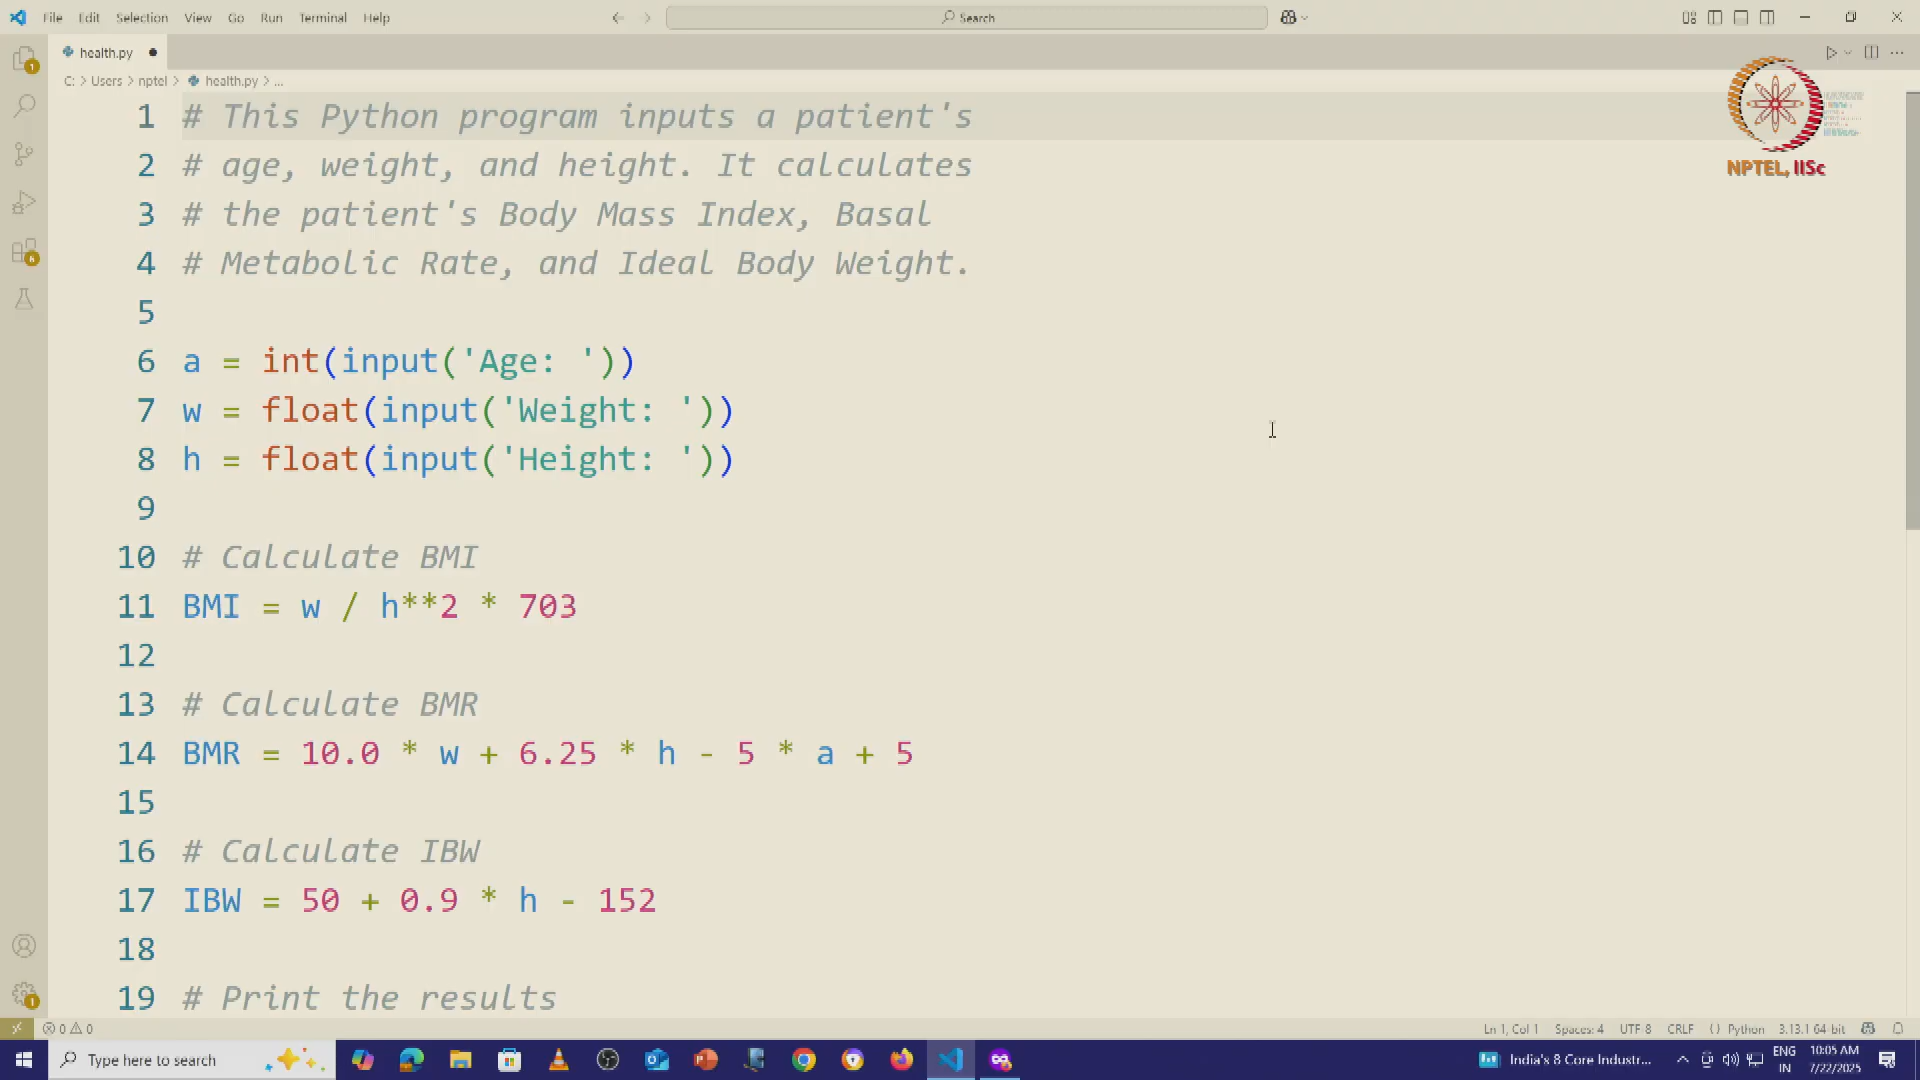 File Edit Selection View Go Run Terminal Help Search
health.py
C: > Users > nptel > health.py > ...
1 # This Python program inputs a patient's
2 # age, weight, and height. It calculates
3 # the patient's Body Mass Index, Basal
4 # Metabolic Rate, and Ideal Body Weight.
5
6 a = int(input('Age: '))
7 w = float(input('Weight: '))
8 h = float(input('Height: '))
9
10 # Calculate BMI
11 BMI = w / h**2 * 703
12
13 # Calculate BMR
14 BMR = 10.0 * w + 6.25 * h - 5 * a + 5
15
16 # Calculate IBW
17 IBW = 50 + 0.9 * h - 152
18
19 # Print the results
NPTEL, IISc
1
6
1
0 0 Ln 1, Col 1 Spaces: 4 UTF-8 CRLF Python 3.13.1 64-bit
Type here to search India's 8 Core Industr... ENG 10:05 AM
IN 7/22/2025